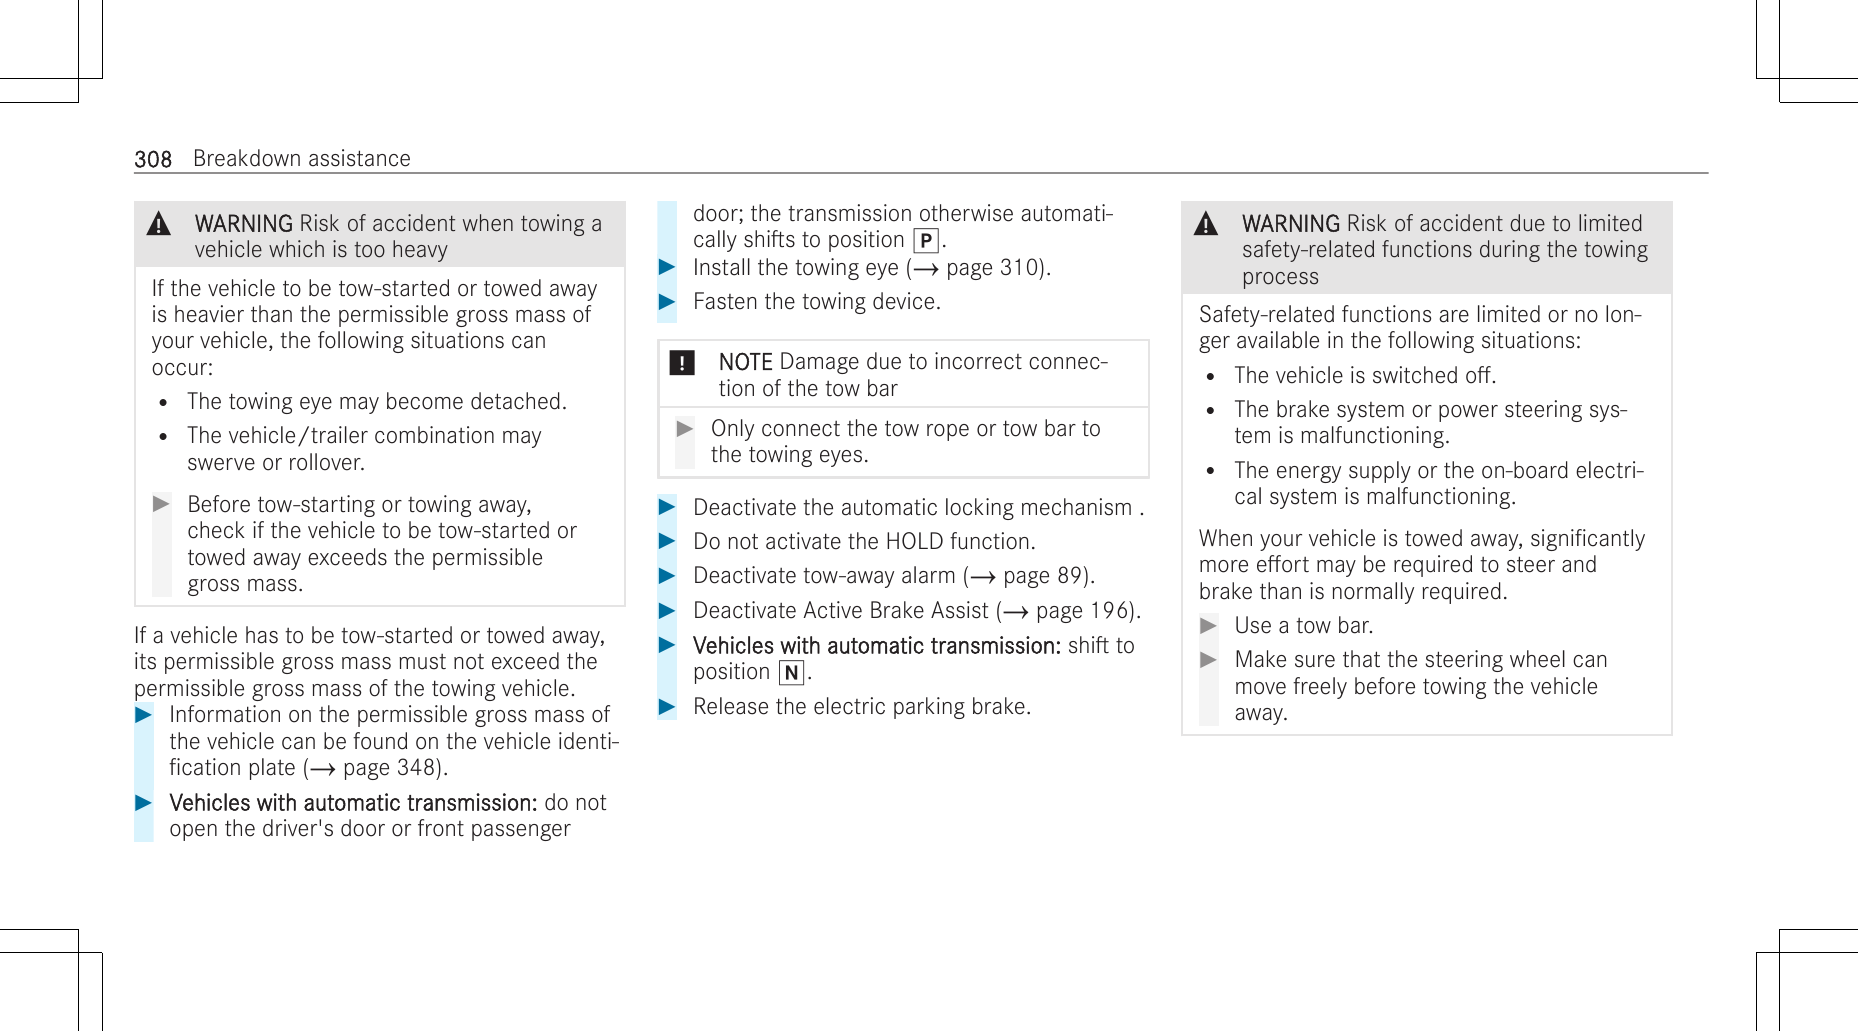 308 Breakdown assistance
WARNING Risk of accident when towing a
vehicle which is too heavy
If the vehicle to be tow-started or towed away
is heavier than the permissible gross mass of
your vehicle, the following situations can
occur:
• The towing eye may become detached.
• The vehicle/trailer combination may
swerve or rollover.
▶ Before tow-starting or towing away,
check if the vehicle to be tow-started or
towed away exceeds the permissible
gross mass.
If a vehicle has to be tow-started or towed away,
its permissible gross mass must not exceed the
permissible gross mass of the towing vehicle.
▶ Information on the permissible gross mass of
the vehicle can be found on the vehicle identi-
fication plate (→ page 348).
▶ Vehicles with automatic transmission: do not
open the driver's door or front passenger
door; the transmission otherwise automati-
cally shifts to position P.
▶ Install the towing eye (→ page 310).
▶ Fasten the towing device.
! NOTE Damage due to incorrect connec-
tion of the tow bar
▶ Only connect the tow rope or tow bar to
the towing eyes.
▶ Deactivate the automatic locking mechanism .
▶ Do not activate the HOLD function.
▶ Deactivate tow-away alarm (→ page 89).
▶ Deactivate Active Brake Assist (→ page 196).
▶ Vehicles with automatic transmission: shift to
position N.
▶ Release the electric parking brake.
WARNING Risk of accident due to limited
safety-related functions during the towing
process
Safety-related functions are limited or no lon-
ger available in the following situations:
• The vehicle is switched off.
• The brake system or power steering sys-
tem is malfunctioning.
• The energy supply or the on-board electri-
cal system is malfunctioning.
When your vehicle is towed away, significantly
more effort may be required to steer and
brake than is normally required.
▶ Use a tow bar.
▶ Make sure that the steering wheel can
move freely before towing the vehicle
away.